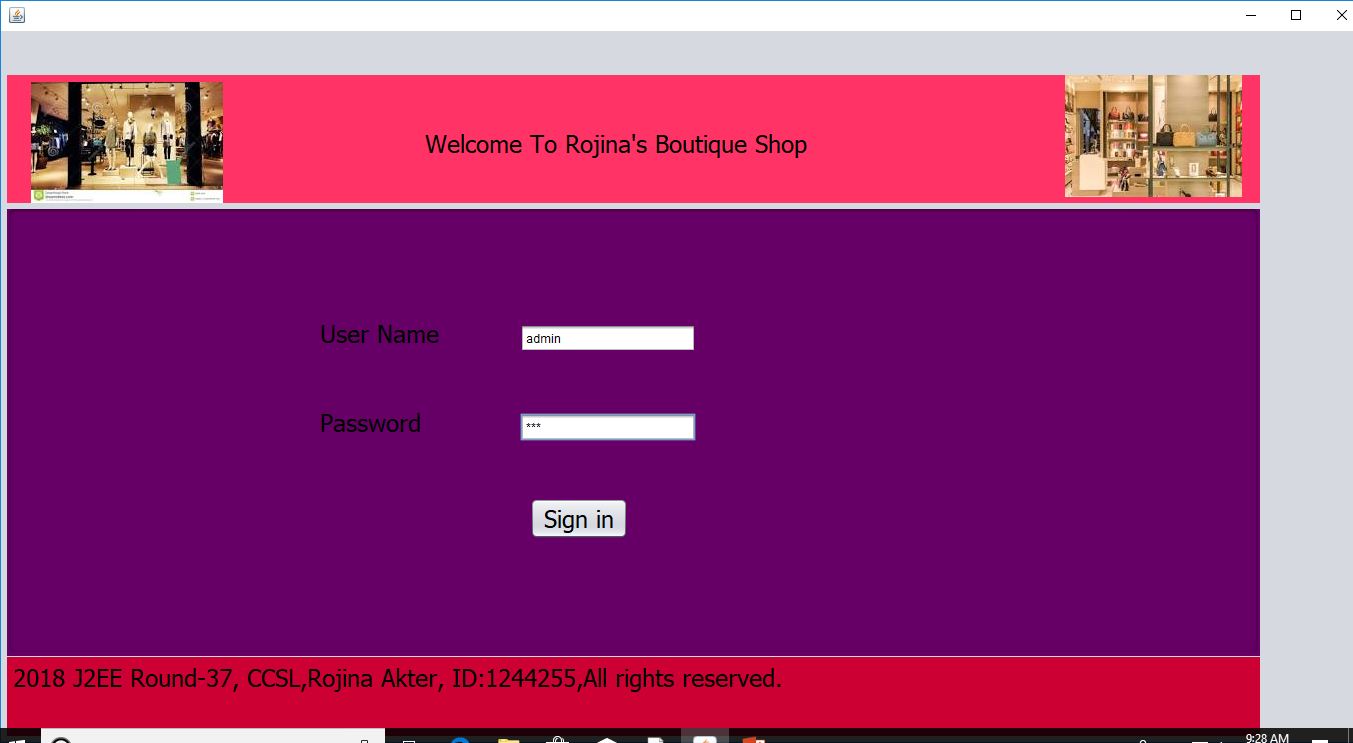 Welcome To Rojina's Boutique Shop
User Name
admin
Password
***
Sign in
2018 J2EE Round-37, CCSL,Rojina Akter, ID:1244255,All rights reserved.
9:28 AM